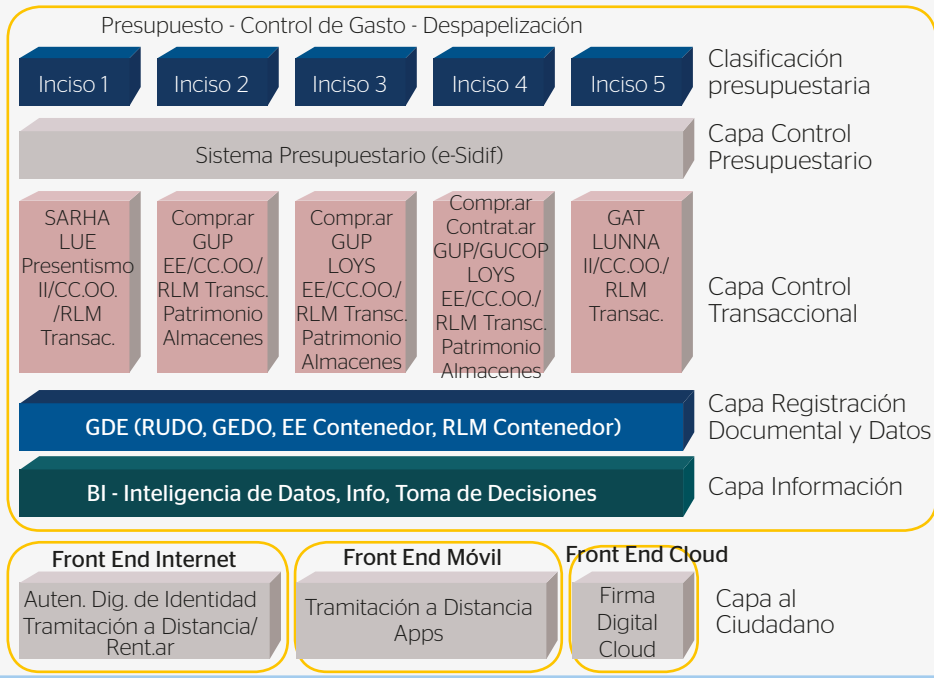 Presupuesto - Control de Gasto - Despapelización
Inciso 1
Inciso 2
Inciso 3
Inciso 4
Inciso 5
Clasificación
presupuestaria
Sistema Presupuestario (e-Sidif)
Capa Control
Presupuestario
SARHA
LUE
Presentismo
II/CC.OO.
/RLM
Transac.
Compr.ar
GUP
EE/CC.OO./
RLM Transc.
Patrimonio
Almacenes
Compr.ar
GUP
LOYS
EE/CC.OO./
RLM Transc.
Patrimonio
Almacenes
Compr.ar
Contrat.ar
GUP/GUCOP
LOYS
EE/CC.OO./
RLM Transc.
Patrimonio
Almacenes
GAT
LUNNA
II/CC.OO./
RLM
Transac.
Capa Control
Transaccional
GDE (RUDO, GEDO, EE Contenedor, RLM Contenedor)
Capa Registración
Documental y Datos
BI - Inteligencia de Datos, Info, Toma de Decisiones
Capa Información
Front End Internet
Auten. Dig. de Identidad
Tramitación a Distancia/
Rent.ar
Front End Móvil
Tramitación a Distancia
Apps
Front End Cloud
Firma
Digital
Cloud
Capa al
Ciudadano